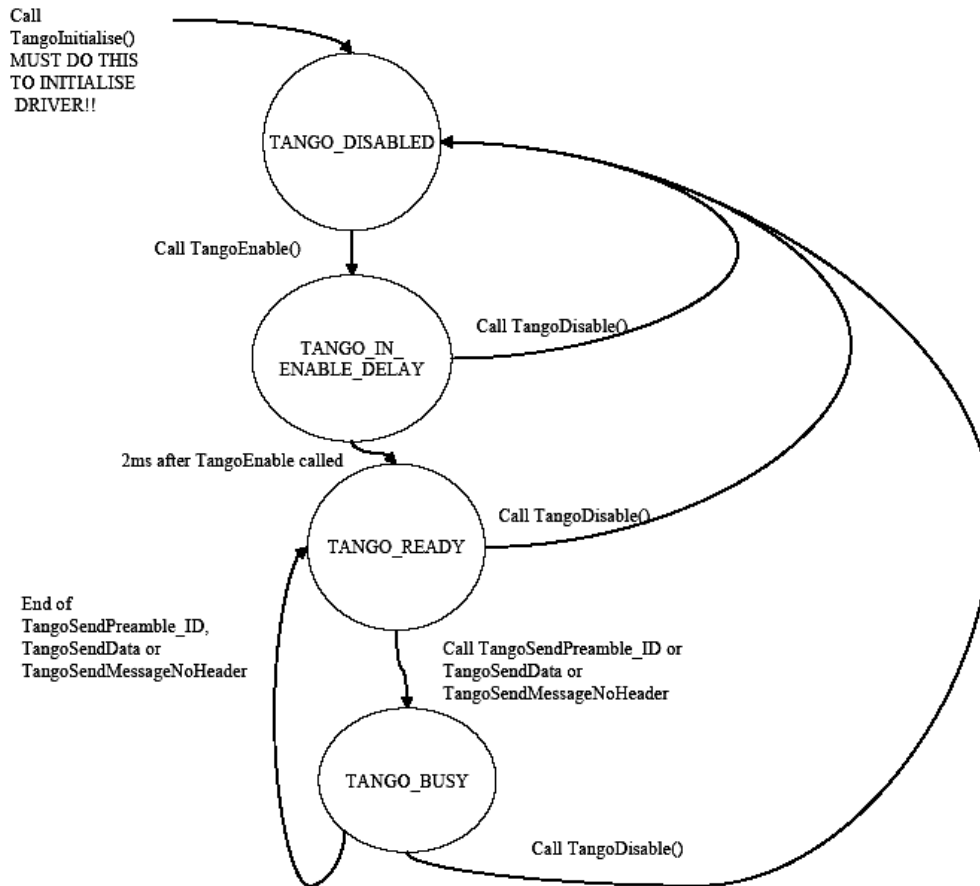 Call
TangoInitialise()
MUST DO THIS
TO INITIALISE
DRIVER!!
TANGO_DISABLED
Call TangoEnable()
Call TangoDisable()
TANGO_IN_
ENABLE_DELAY
2ms after TangoEnable called
Call TangoDisable()
TANGO_READY
End of
TangoSendPreamble_ID,
TangoSendData or
TangoSendMessageNoHeader
Call TangoSendPreamble_ID or
TangoSendData or
TangoSendMessageNoHeader
TANGO_BUSY
Call TangoDisable()